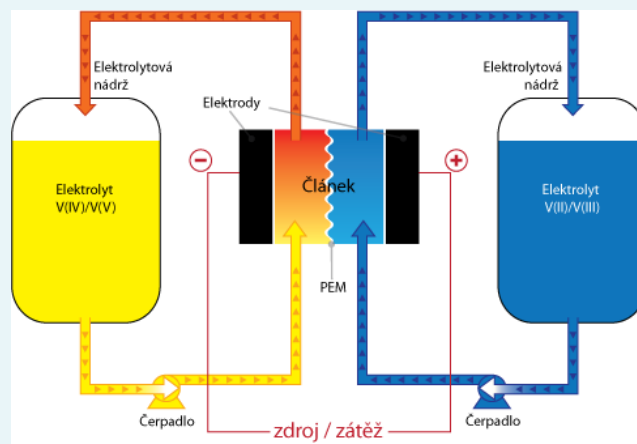 Elektrolytová
nádrž
Elektrody
Elektrolytová
nádrž
−
+
Elektrolyt
V(IV)/V(V)
Článek
Elektrolyt
V(II)/V(III)
PEM
Čerpadlo
Čerpadlo
zdroj / zátěž